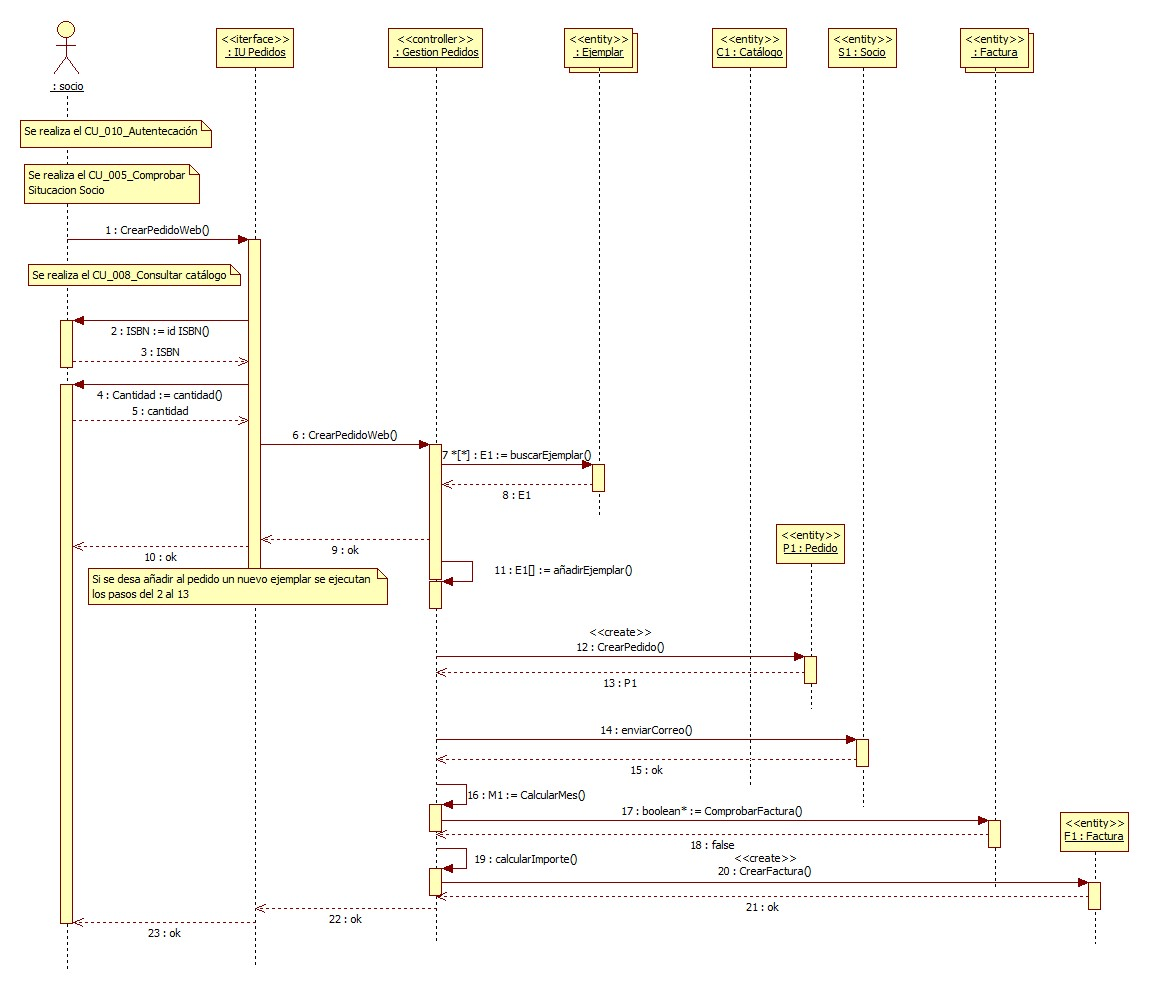 <<iterface>>
: IU Pedidos
<<controller>>
: Gestion Pedidos
<<entity>>
: Ejemplar
<<entity>>
C1 : Catálogo
<<entity>>
S1 : Socio
<<entity>>
: Factura
: socio
Se realiza el CU_010_Autentecación
Se realiza el CU_005_Comprobar
Situcacion Socio
1 : CrearPedidoWeb()
Se realiza el CU_008_Consultar catálogo
2 : ISBN := id ISBN()
3 : ISBN
4 : Cantidad := cantidad()
5 : cantidad
6 : CrearPedidoWeb()
7 *[*] : E1 := buscarEjemplar()
8 : E1
<<entity>>
P1 : Pedido
9 : ok
10 : ok
11 : E1[] := añadirEjemplar()
Si se desa añadir al pedido un nuevo ejemplar se ejecutan
los pasos del 2 al 13
<<create>>
12 : CrearPedido()
13 : P1
14 : enviarCorreo()
15 : ok
16 : M1 := CalcularMes()
17 : boolean* := ComprobarFactura()
<<entity>>
F1 : Factura
18 : false
19 : calcularImporte()
<<create>>
20 : CrearFactura()
21 : ok
22 : ok
23 : ok